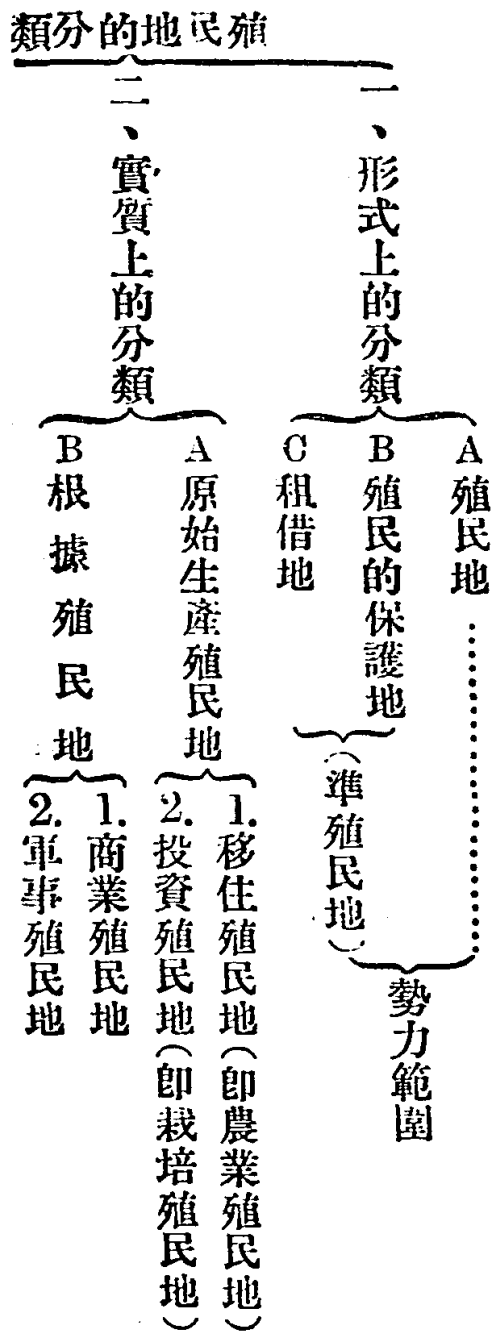 殖民地的分類
一、形式上的分類
A 殖民地
B 殖民的保護地
C 租借地
（準殖民地）
勢力範圍
二、實質上的分類
A 原始生產殖民地
1. 移住殖民地（卽農業殖民地）
2. 投資殖民地（卽栽培殖民地）
B 根據殖民地
1. 商業殖民地
2. 軍事殖民地